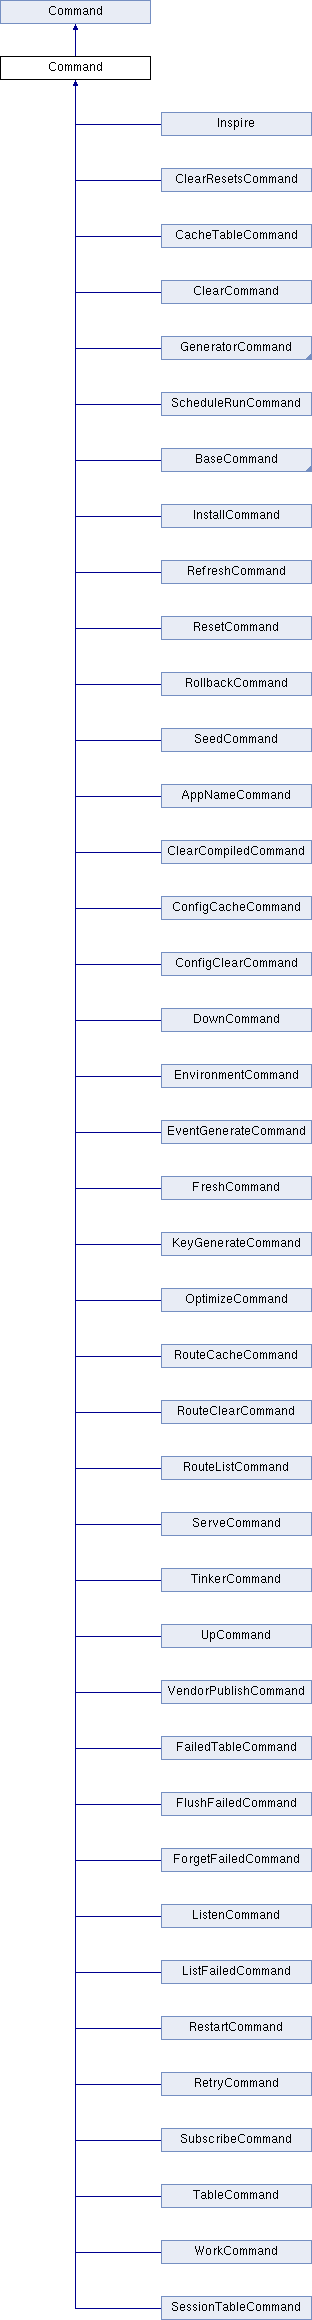 Command
Command
Inspire
ClearResetsCommand
CacheTableCommand
ClearCommand
GeneratorCommand
ScheduleRunCommand
BaseCommand
InstallCommand
RefreshCommand
ResetCommand
RollbackCommand
SeedCommand
AppNameCommand
ClearCompiledCommand
ConfigCacheCommand
ConfigClearCommand
DownCommand
EnvironmentCommand
EventGenerateCommand
FreshCommand
KeyGenerateCommand
OptimizeCommand
RouteCacheCommand
RouteClearCommand
RouteListCommand
ServeCommand
TinkerCommand
UpCommand
VendorPublishCommand
FailedTableCommand
FlushFailedCommand
ForgetFailedCommand
ListenCommand
ListFailedCommand
RestartCommand
RetryCommand
SubscribeCommand
TableCommand
WorkCommand
SessionTableCommand